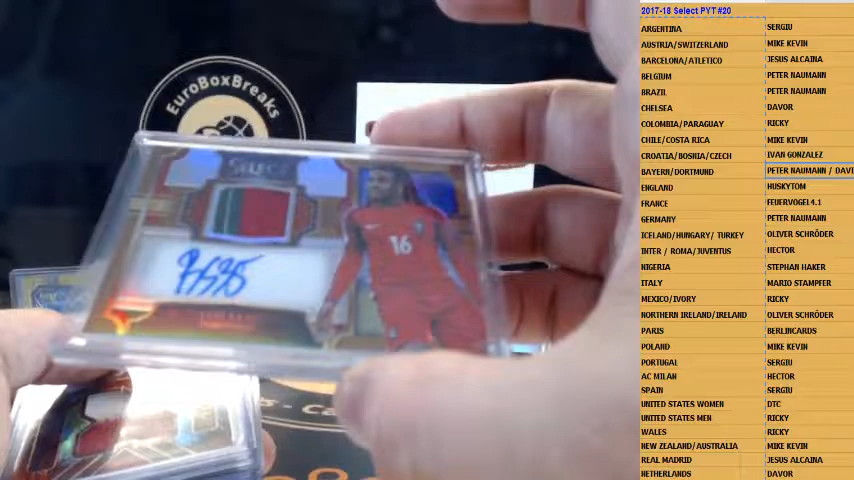 EuroBoxBreaks
SELECT
16
2017-18 Select PYT #20
ARGENTINA SERGIU
AUSTRIA/SWITZERLAND MIKE KEVIN
BARCELONA/ATLETICO JESUS ALCAINA
BELGIUM PETER NAUMANN
BRAZIL PETER NAUMANN
CHELSEA DAVOR
COLOMBIA/PARAGUAY RICKY
CHILE/COSTA RICA MIKE KEVIN
CROATIA/BOSNIA/CZECH IVAN GONZALEZ
BAYERN/DORTMUND PETER NAUMANN / DAVI
ENGLAND HUSKYTOM
FRANCE FEUERVOGEL4.1
GERMANY PETER NAUMANN
ICELAND/HUNGARY/ TURKEY OLIVER SCHRÖDER
INTER / ROMA/JUVENTUS HECTOR
NIGERIA STEPHAN HAKER
ITALY MARIO STAMPFER
MEXICO/IVORY RICKY
NORTHERN IRELAND/IRELAND OLIVER SCHRÖDER
PARIS BERLINCARDS
POLAND MIKE KEVIN
PORTUGAL SERGIU
AC MILAN HECTOR
SPAIN SERGIU
UNITED STATES WOMEN DTC
UNITED STATES MEN RICKY
WALES RICKY
NEW ZEALAND/AUSTRALIA MIKE KEVIN
REAL MADRID JESUS ALCAINA
NETHERLANDS DAVOR